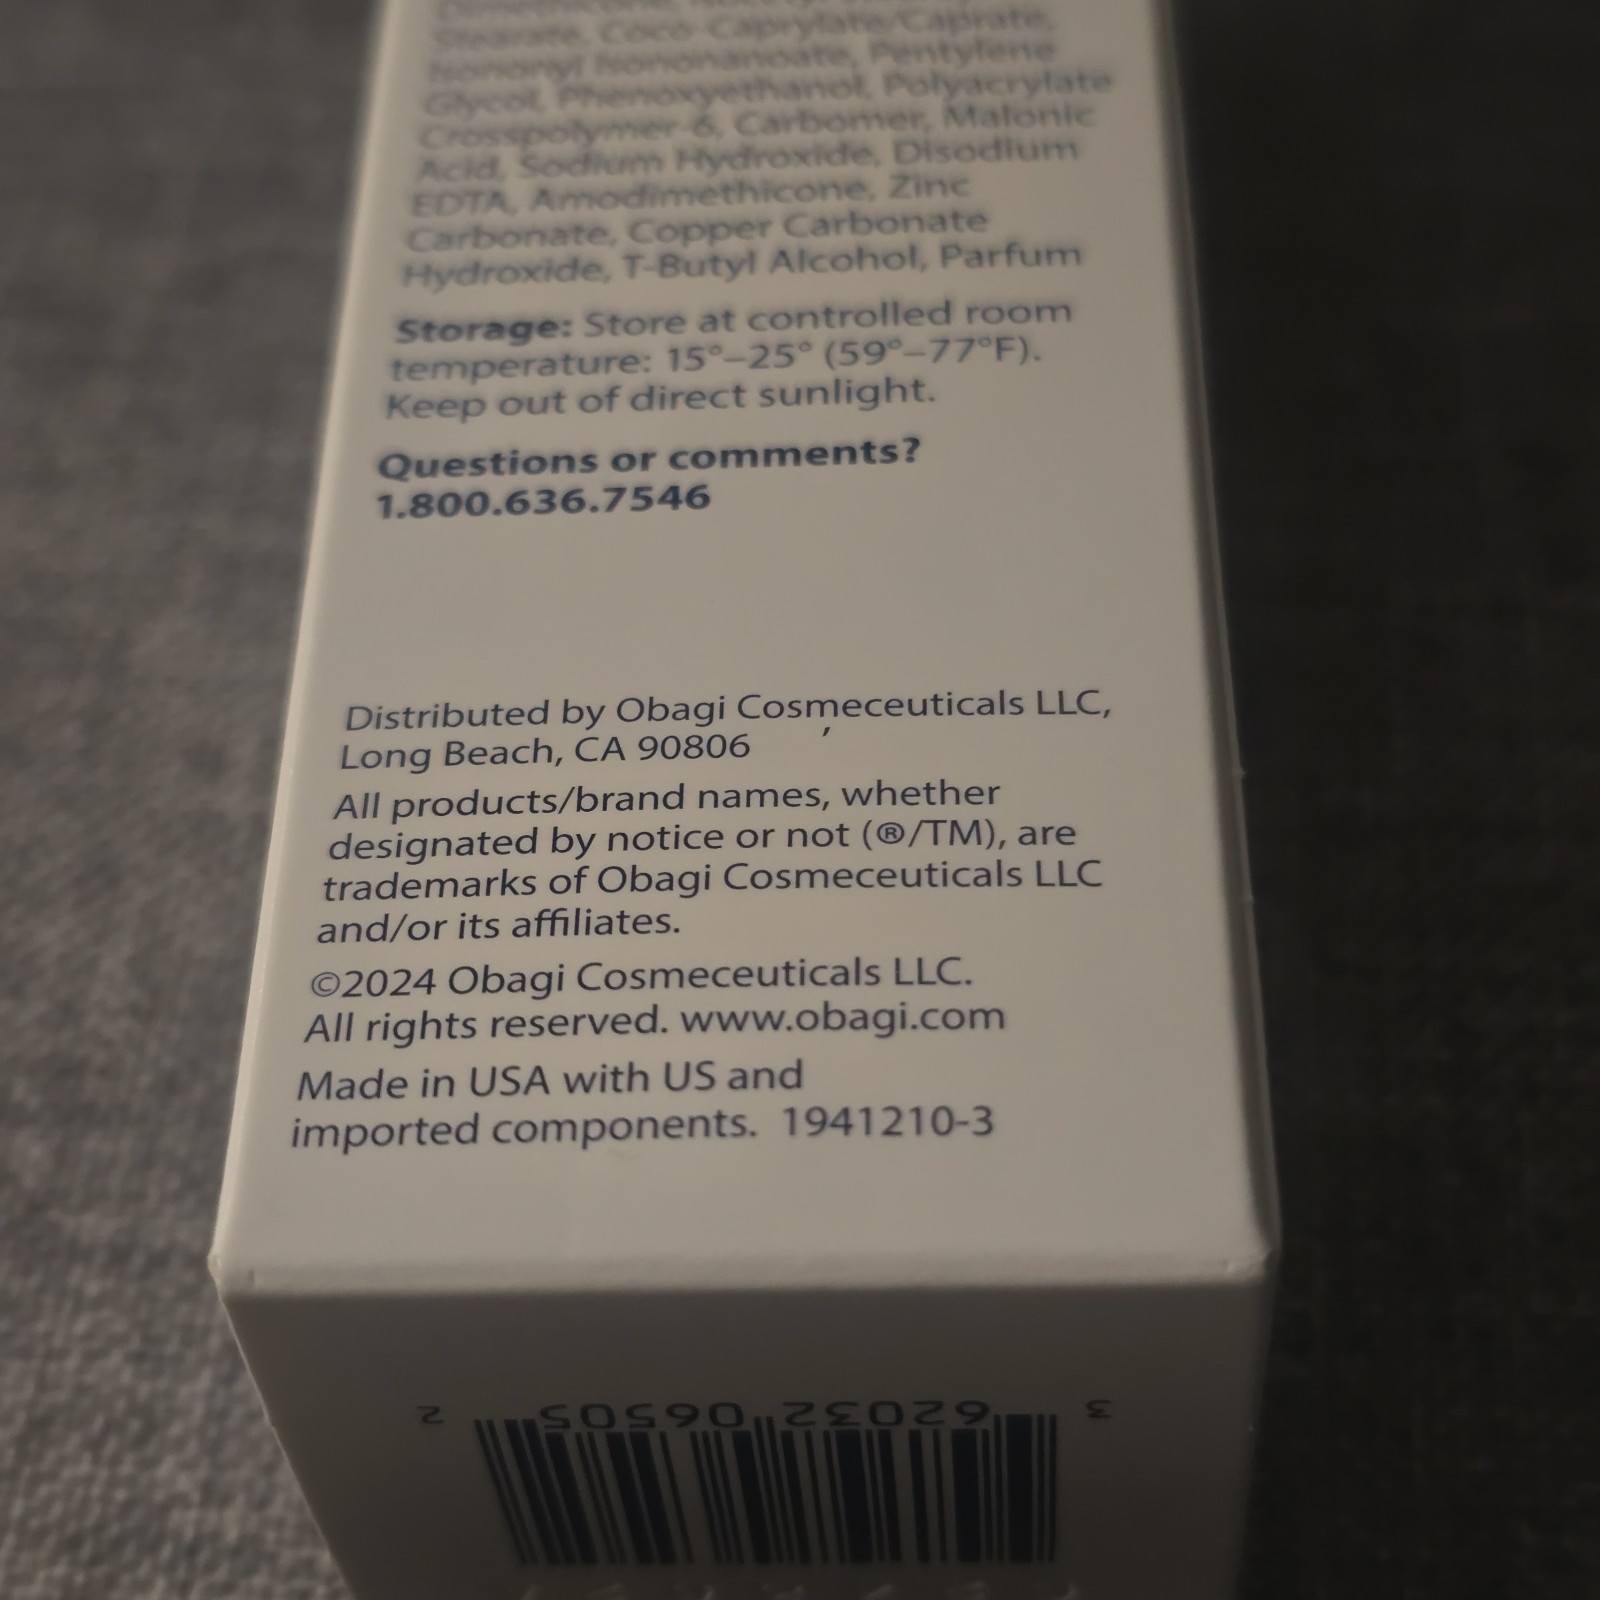 Dimethicone,
Stearate, Coco-Caprylate/Caprate,
Isononyl Isononanoate, Pentylene
Glycol, Phenoxyethanol, Polyacrylate
Crosspolymer-6, Carbomer, Malonic
Acid, Sodium Hydroxide, Disodium
EDTA, Amodimethicone, Zinc
Carbonate, Copper Carbonate
Hydroxide, T-Butyl Alcohol, Parfum
Storage: Store at controlled room
temperature: 15°–25° (59°–77°F).
Keep out of direct sunlight.
Questions or comments?
1.800.636.7546
Distributed by Obagi Cosmeceuticals LLC,
Long Beach, CA 90806
All products/brand names, whether
designated by notice or not (®/TM), are
trademarks of Obagi Cosmeceuticals LLC
and/or its affiliates.
©2024 Obagi Cosmeceuticals LLC.
All rights reserved. www.obagi.com
Made in USA with US and
imported components. 1941210-3
3 62032 06505 2